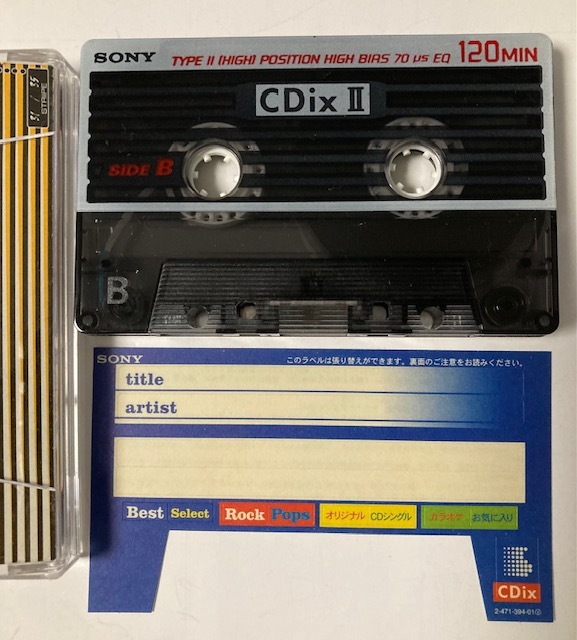 SONY TYPE II (HIGH) POSITION HIGH BIAS 70 µs EQ 120MIN
CDix II
SIDE B
B
STRIPE
SONY このラベルは張り替えができます。裏面のご注意をお読みください。
title
artist
Best Select Rock Pops オリジナル CDシングル カラオケ お気に入り
CDix
2-471-394-01